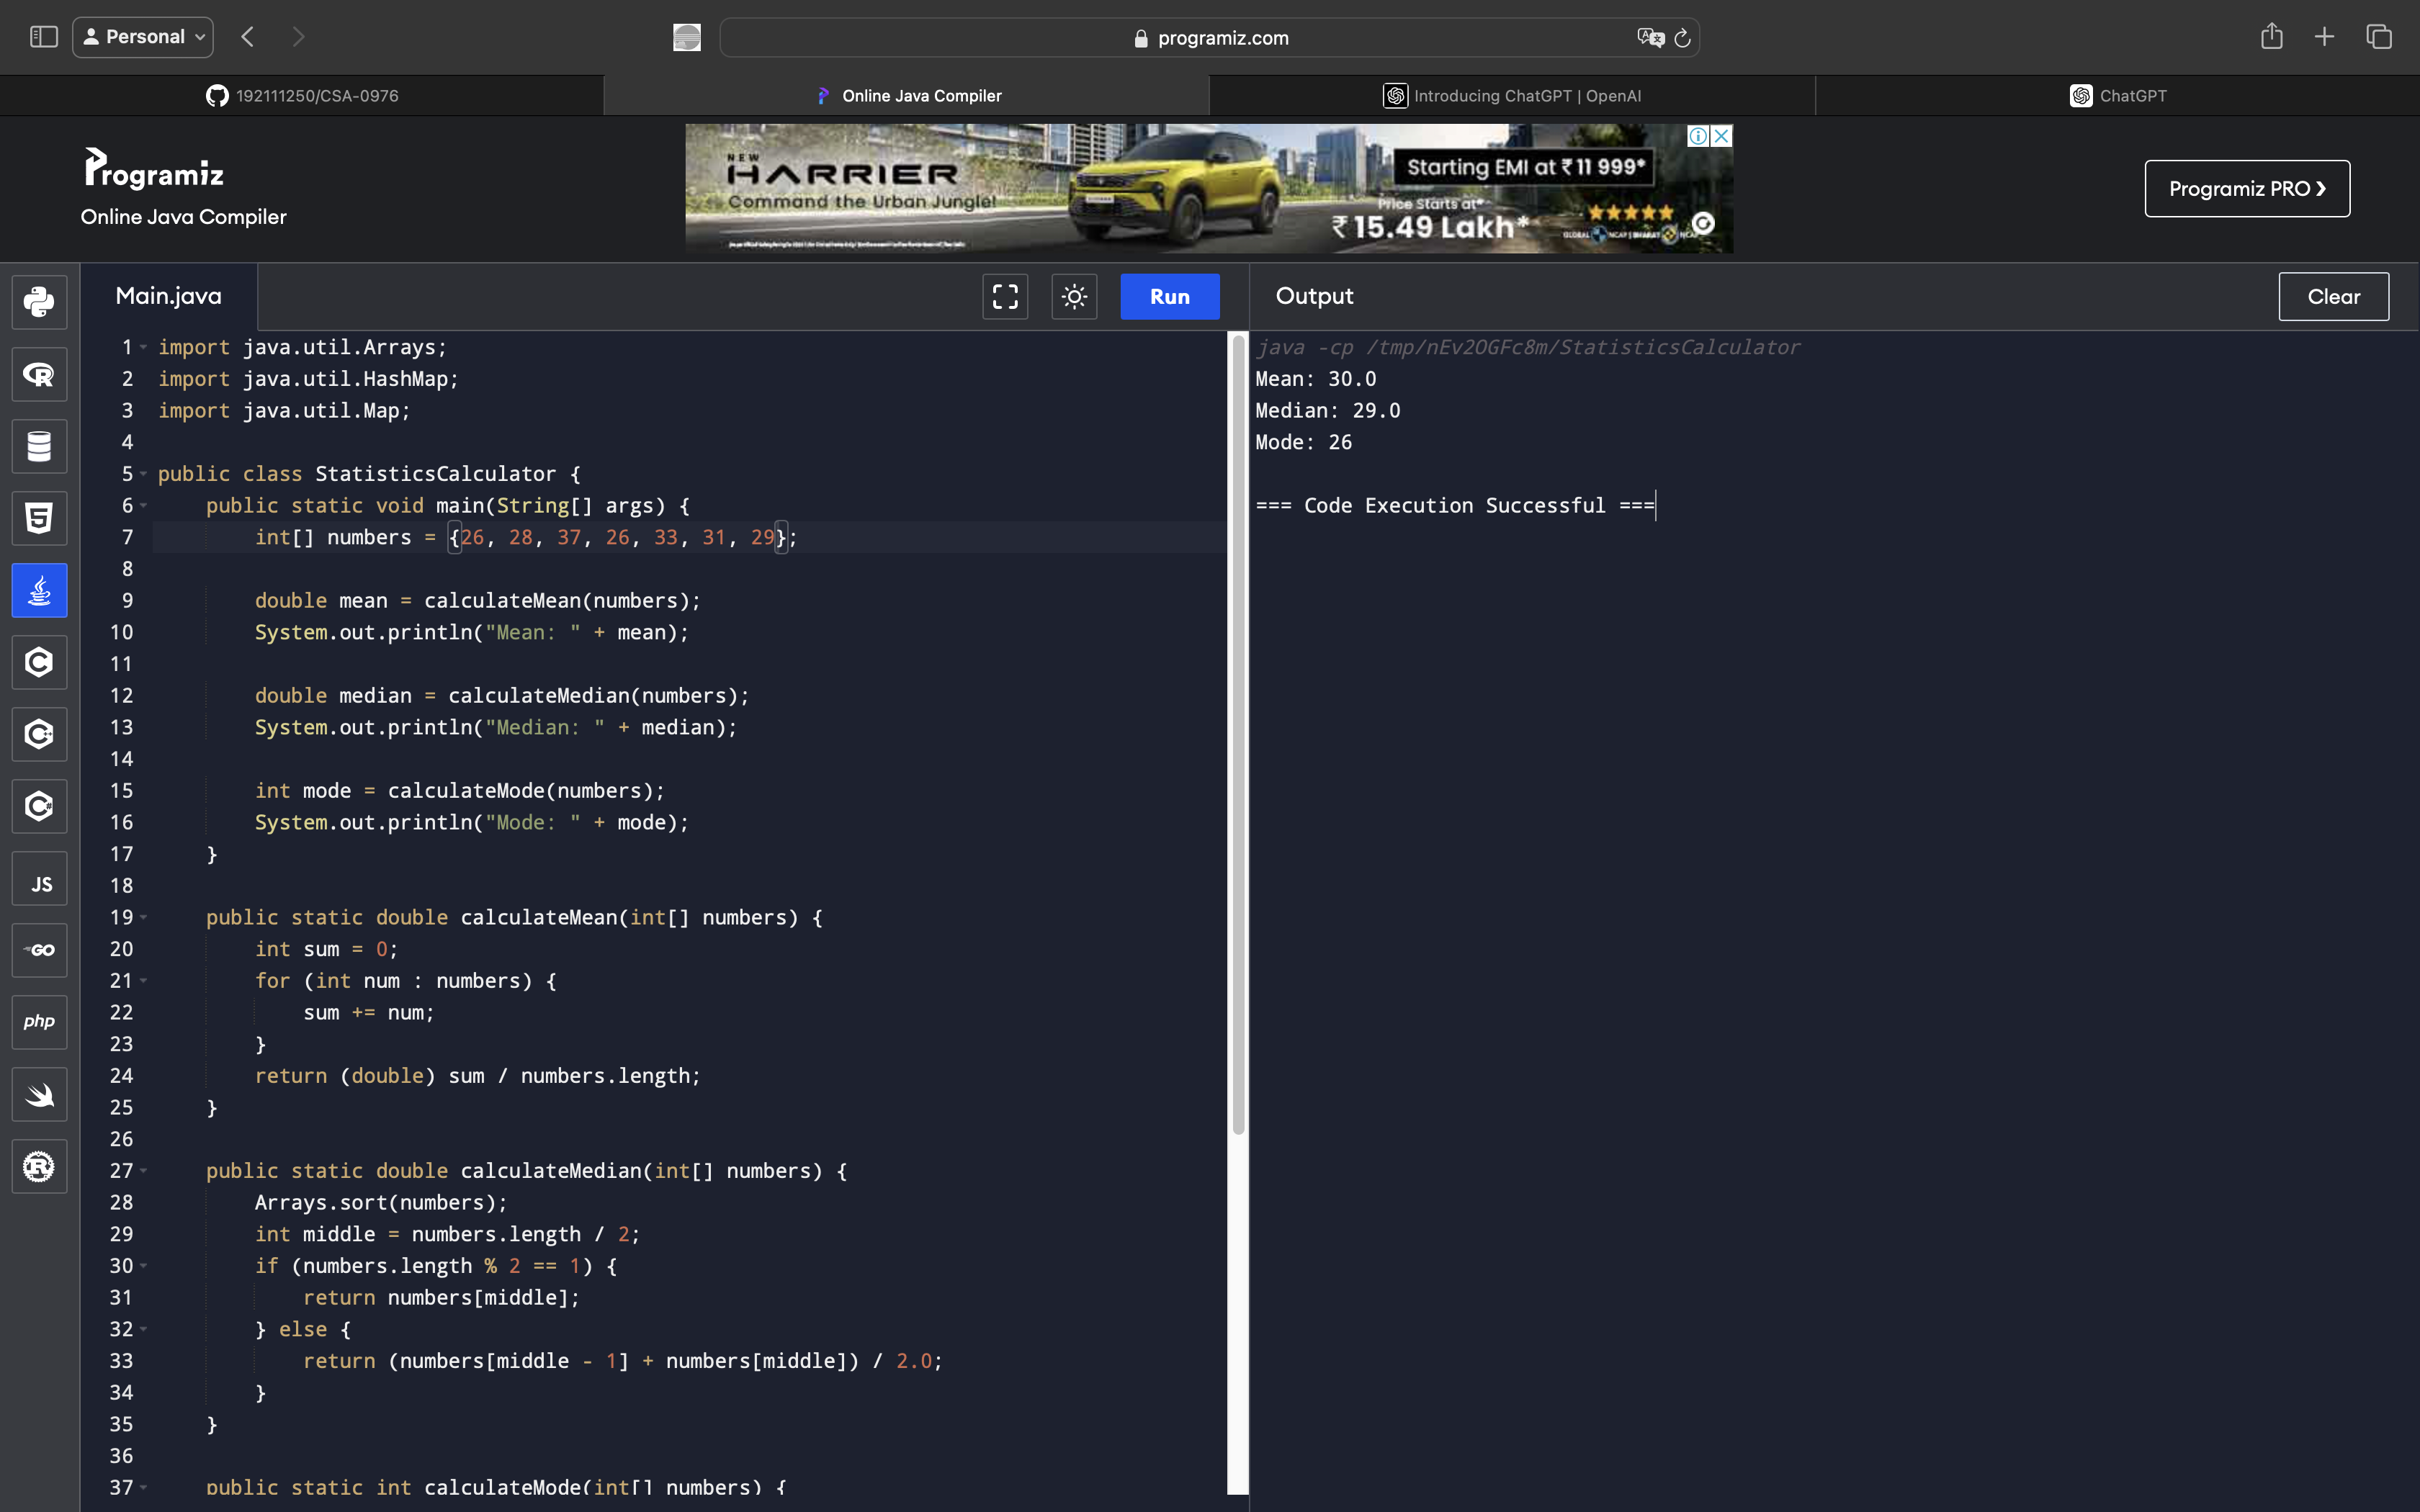 Personal
programiz.com
192111250/CSA-0976
Online Java Compiler
Introducing ChatGPT | OpenAI
ChatGPT
Programiz
Online Java Compiler
NEW
HARRIER
Command the Urban Jungle!
Starting EMI at ₹ 11 999*
Price Starts at*
₹ 15.49 Lakh*
Programiz PRO ❯
Main.java
Run
Output
Clear
1 import java.util.Arrays;
2 import java.util.HashMap;
3 import java.util.Map;
4
5 public class StatisticsCalculator {
6     public static void main(String[] args) {
7         int[] numbers = {26, 28, 37, 26, 33, 31, 29};
8
9         double mean = calculateMean(numbers);
10         System.out.println("Mean: " + mean);
11
12         double median = calculateMedian(numbers);
13         System.out.println("Median: " + median);
14
15         int mode = calculateMode(numbers);
16         System.out.println("Mode: " + mode);
17     }
18
19     public static double calculateMean(int[] numbers) {
20         int sum = 0;
21         for (int num : numbers) {
22             sum += num;
23         }
24         return (double) sum / numbers.length;
25     }
26
27     public static double calculateMedian(int[] numbers) {
28         Arrays.sort(numbers);
29         int middle = numbers.length / 2;
30         if (numbers.length % 2 == 1) {
31             return numbers[middle];
32         } else {
33             return (numbers[middle - 1] + numbers[middle]) / 2.0;
34         }
35     }
36
37     public static int calculateMode(int[] numbers) {
java -cp /tmp/nEv2OGFc8m/StatisticsCalculator
Mean: 30.0
Median: 29.0
Mode: 26
=== Code Execution Successful ===
JS
GO
php